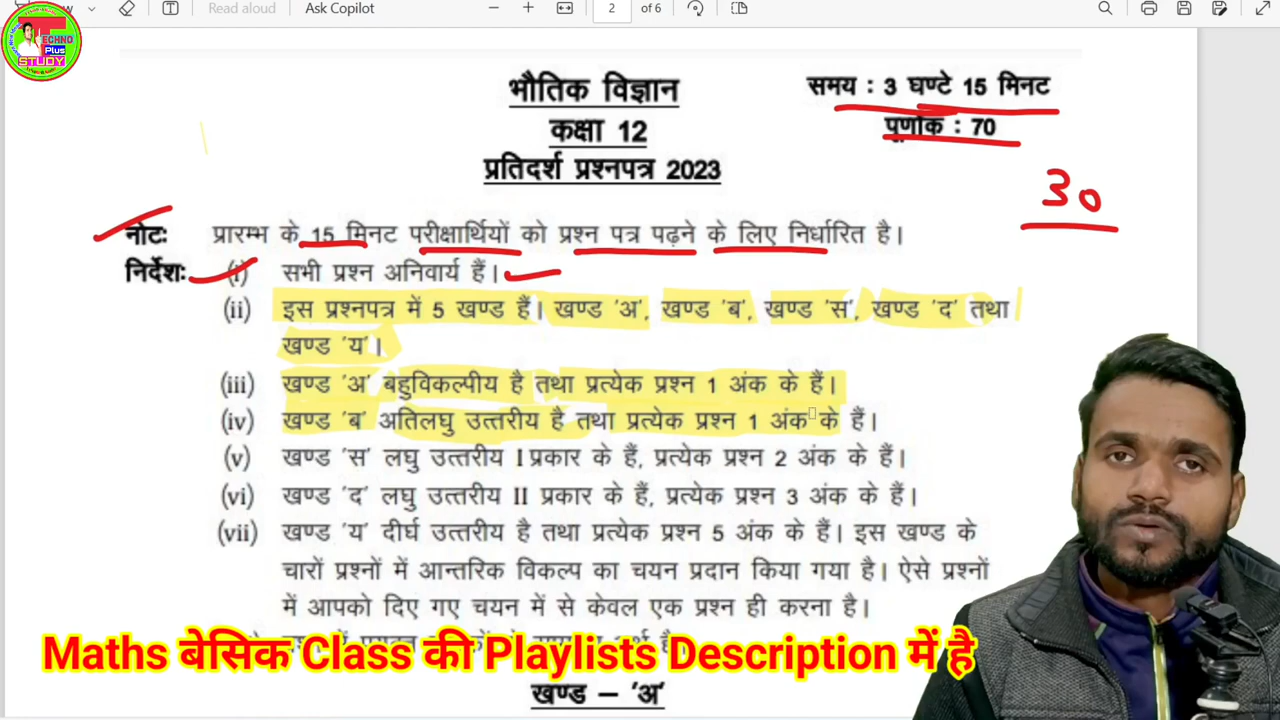 Read aloud
Ask Copilot
2 of 6
TECHNO
Plus
STUDY
भौतिक विज्ञान
समय : 3 घण्टे 15 मिनट
कक्षा 12
पूर्णांक : 70
प्रतिदर्श प्रश्नपत्र 2023
30
नोटः प्रारम्भ के 15 मिनट परीक्षार्थियों को प्रश्न पत्र पढ़ने के लिए निर्धारित है।
निर्देशः (i) सभी प्रश्न अनिवार्य हैं।
(ii) इस प्रश्नपत्र में 5 खण्ड हैं। खण्ड 'अ', खण्ड 'ब', खण्ड 'स', खण्ड 'द' तथा
खण्ड 'य'।
(iii) खण्ड 'अ' बहुविकल्पीय है तथा प्रत्येक प्रश्न 1 अंक के हैं।
(iv) खण्ड 'ब' अतिलघु उत्तरीय है तथा प्रत्येक प्रश्न 1 अंक के हैं।
(v) खण्ड 'स' लघु उत्तरीय I प्रकार के हैं, प्रत्येक प्रश्न 2 अंक के हैं।
(vi) खण्ड 'द' लघु उत्तरीय II प्रकार के हैं, प्रत्येक प्रश्न 3 अंक के हैं।
(vii) खण्ड 'य' दीर्घ उत्तरीय है तथा प्रत्येक प्रश्न 5 अंक के हैं। इस खण्ड के
चारों प्रश्नों में आन्तरिक विकल्प का चयन प्रदान किया गया है। ऐसे प्रश्नों
में आपको दिए गए चयन में से केवल एक प्रश्न ही करना है।
Maths बेसिक Class की Playlists Description में है
खण्ड – 'अ'